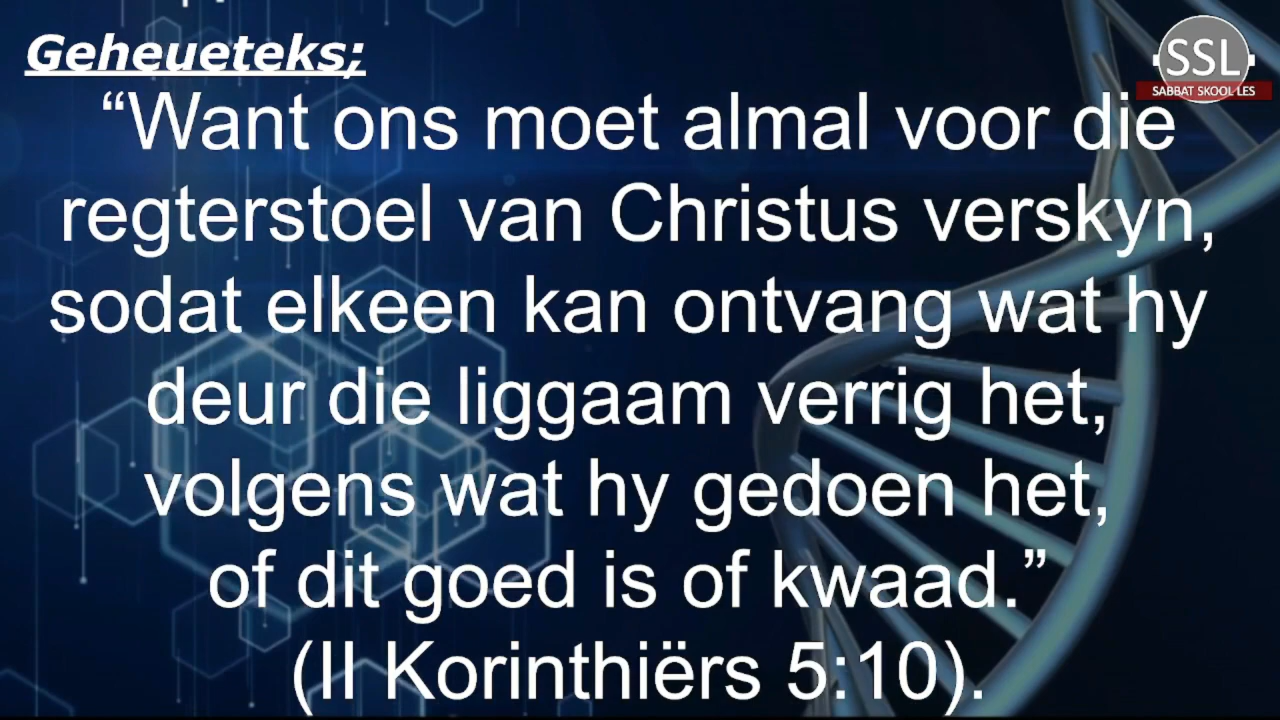 Geheueteks;
SSL
SABBAT SKOOL LES
“Want ons moet almal voor die
regterstoel van Christus verskyn,
sodat elkeen kan ontvang wat hy
deur die liggaam verrig het,
volgens wat hy gedoen het,
of dit goed is of kwaad.”
(II Korinthiërs 5:10).